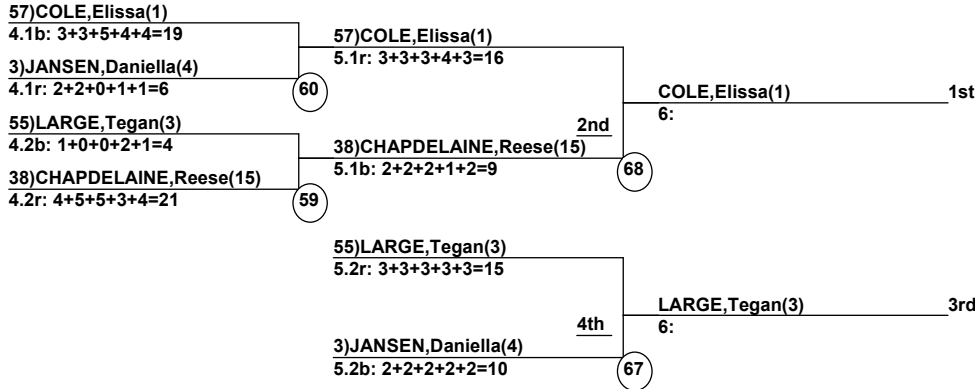 57)COLE,Elissa(1)
4.1b: 3+3+5+4+4=19
3)JANSEN,Daniella(4)
4.1r: 2+2+0+1+1=6
60
55)LARGE,Tegan(3)
4.2b: 1+0+0+2+1=4
38)CHAPDELAINE,Reese(15)
4.2r: 4+5+5+3+4=21
59
57)COLE,Elissa(1)
5.1r: 3+3+3+4+3=16
2nd
38)CHAPDELAINE,Reese(15)
5.1b: 2+2+2+1+2=9
68
COLE,Elissa(1) 1st
6:
55)LARGE,Tegan(3)
5.2r: 3+3+3+3+3=15
4th
3)JANSEN,Daniella(4)
5.2b: 2+2+2+2+2=10
67
LARGE,Tegan(3) 3rd
6: